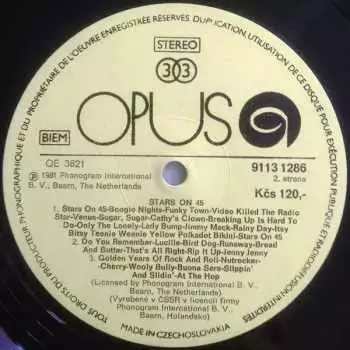 TOUS DROITS DU PRODUCTEUR PHONOGRAPHIQUE ET DU PROPRIÉTAIRE DE L'OEUVRE ENREGISTRÉE RÉSERVÉS. DUPLICATION, UTILISATION DE CE DISQUE POUR EXÉCUTION PUBLIQUE ET RADIODIFFUSION INTERDITES
STEREO
33
OPUS
BIEM
QE 3821
9113 1286
Ⓟ 1981 Phonogram International
2. strana
B. V., Baarn, The Netherlands
Kčs 120,-
STARS ON 45
1. Stars On 45-Boogie Nights-Funky Town-Video Killed The Radio
Star-Venus-Sugar, Sugar-Cathy's Clown-Breaking Up Is Hard To
Do-Only The Lonely-Lady Bump-Jimmy Mack-Rainy Day-Itsy
Bitsy Teenie Weenie Yellow Polkadot Bikini-Stars On 45
2. Do You Remember-Lucille-Bird Dog-Runaway-Bread
And Butter-That's All Right-Rip It Up-Jenny Jenny
3. Golden Years Of Rock And Roll-Nutrocker-
-Cherry-Wooly Bully-Buona Sera-Slippin'
And Slidin'-At The Hop
(Licensed by Phonogram International B. V.,
Baarn, The Netherlands)
(Vyrobené v ČSSR v licencii firmy
Phonogram International B. V.,
Baarn, Holandsko)
MADE IN CZECHOSLOVAKIA